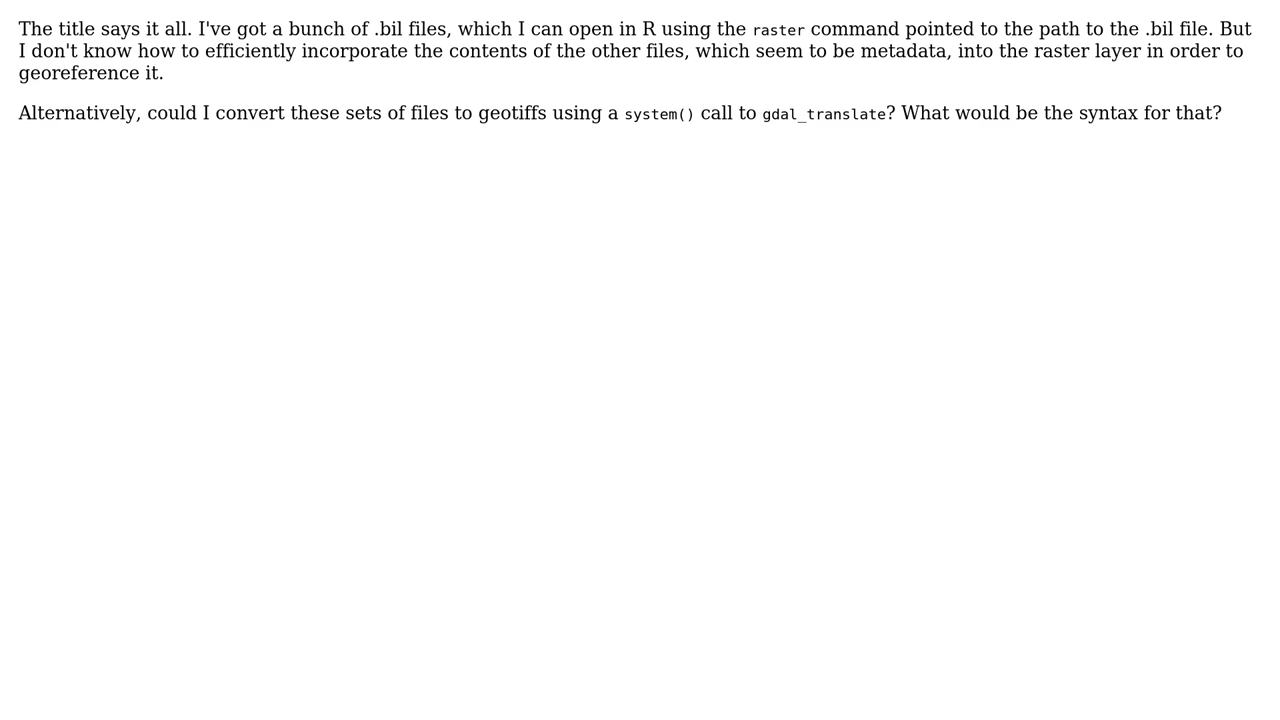 The title says it all. I've got a bunch of .bil files, which I can open in R using the raster command pointed to the path to the .bil file. But
I don't know how to efficiently incorporate the contents of the other files, which seem to be metadata, into the raster layer in order to
georeference it.
Alternatively, could I convert these sets of files to geotiffs using a system() call to gdal_translate? What would be the syntax for that?